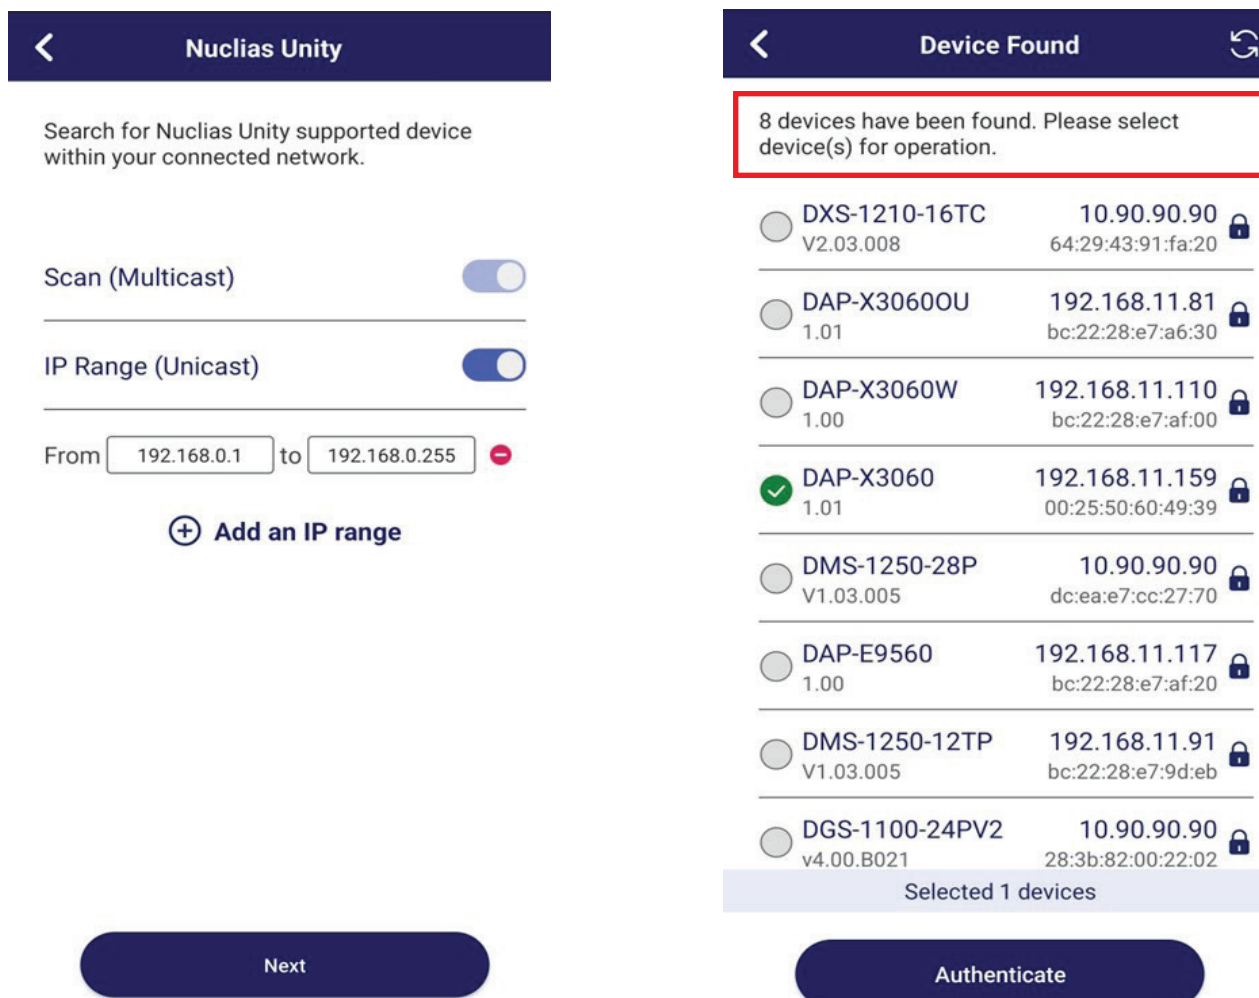 Nuclias Unity
Search for Nuclias Unity supported device
within your connected network.
Scan (Multicast)
IP Range (Unicast)
From 192.168.0.1 to 192.168.0.255
Add an IP range
Next
Device Found
8 devices have been found. Please select
device(s) for operation.
DXS-1210-16TC 10.90.90.90
V2.03.008 64:29:43:91:fa:20
DAP-X3060OU 192.168.11.81
1.01 bc:22:28:e7:a6:30
DAP-X3060W 192.168.11.110
1.00 bc:22:28:e7:af:00
DAP-X3060 192.168.11.159
1.01 00:25:50:60:49:39
DMS-1250-28P 10.90.90.90
V1.03.005 dc:ea:e7:cc:27:70
DAP-E9560 192.168.11.117
1.00 bc:22:28:e7:af:20
DMS-1250-12TP 192.168.11.91
V1.03.005 bc:22:28:e7:9d:eb
DGS-1100-24PV2 10.90.90.90
v4.00.B021 28:3b:82:00:22:02
Selected 1 devices
Authenticate